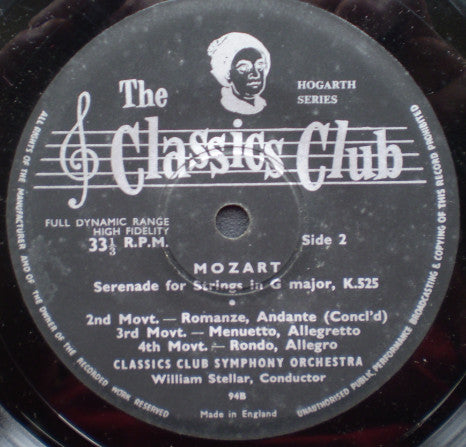 The
HOGARTH
SERIES
Classics Club
FULL DYNAMIC RANGE
HIGH FIDELITY
33⅓ R.P.M.
Side 2
MOZART
Serenade for Strings in G major, K.525
2nd Movt. — Romanze, Andante (Concl'd)
3rd Movt. — Menuetto, Allegretto
4th Movt. — Rondo, Allegro
CLASSICS CLUB SYMPHONY ORCHESTRA
William Stellar, Conductor
94B
Made in England
ALL RIGHTS OF THE MANUFACTURER AND OF THE OWNER OF THE RECORDED WORK RESERVED
UNAUTHORISED PUBLIC PERFORMANCE BROADCASTING & COPYING OF THIS RECORD PROHIBITED